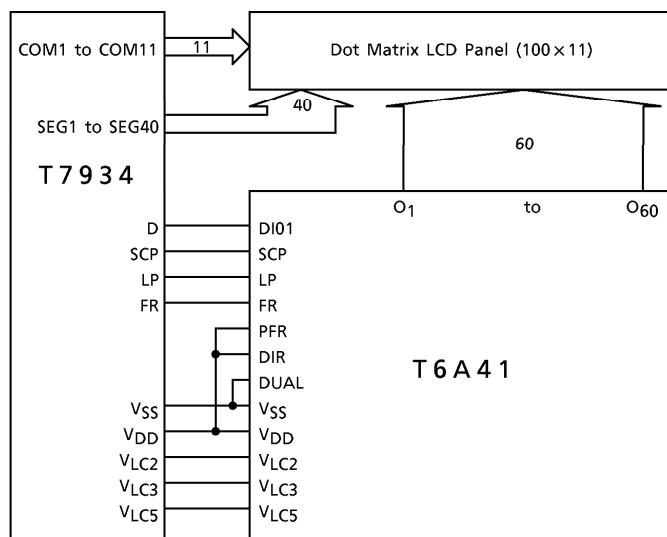 COM1 to COM11
11
Dot Matrix LCD Panel (100×11)
SEG1 to SEG40
40
60
T7934
O1 to O60
D
SCP
LP
FR
VSS
VDD
VLC2
VLC3
VLC5
DI01
SCP
LP
FR
PFR
DIR
DUAL
VSS
VDD
VLC2
VLC3
VLC5
T6A41